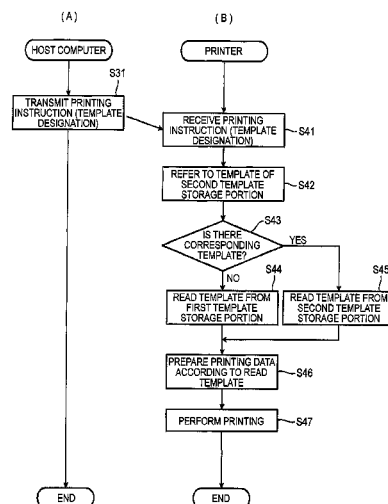 (A)
(B)
HOST COMPUTER
PRINTER
S31
TRANSMIT PRINTING
INSTRUCTION (TEMPLATE
DESIGNATION)
RECEIVE PRINTING
INSTRUCTION (TEMPLATE
DESIGNATION)
S41
REFER TO TEMPLATE OF
SECOND TEMPLATE
STORAGE PORTION
S42
S43
IS THERE
CORRESPONDING
TEMPLATE?
YES
NO
S44
S45
READ TEMPLATE FROM
FIRST TEMPLATE
STORAGE PORTION
READ TEMPLATE FROM
SECOND TEMPLATE
STORAGE PORTION
PREPARE PRINTING DATA
ACCORDING TO READ
TEMPLATE
S46
PERFORM PRINTING
S47
END
END